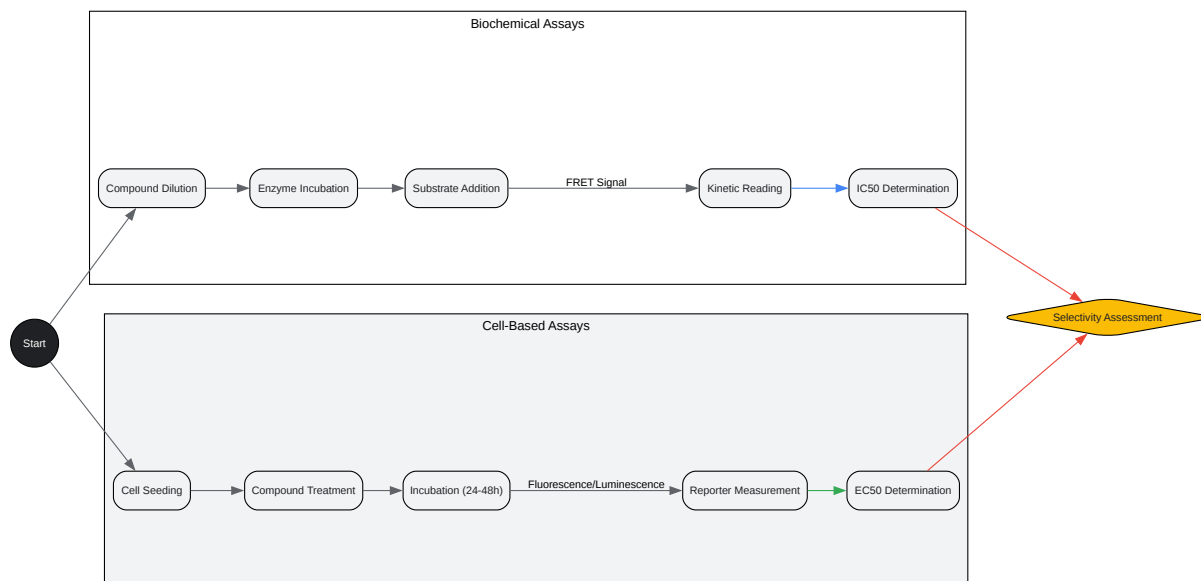 Biochemical Assays
Compound Dilution
Enzyme Incubation
Substrate Addition
FRET Signal
Kinetic Reading
IC50 Determination
Start
Selectivity Assessment
Cell-Based Assays
Cell Seeding
Compound Treatment
Incubation (24-48h)
Fluorescence/Luminescence
Reporter Measurement
EC50 Determination